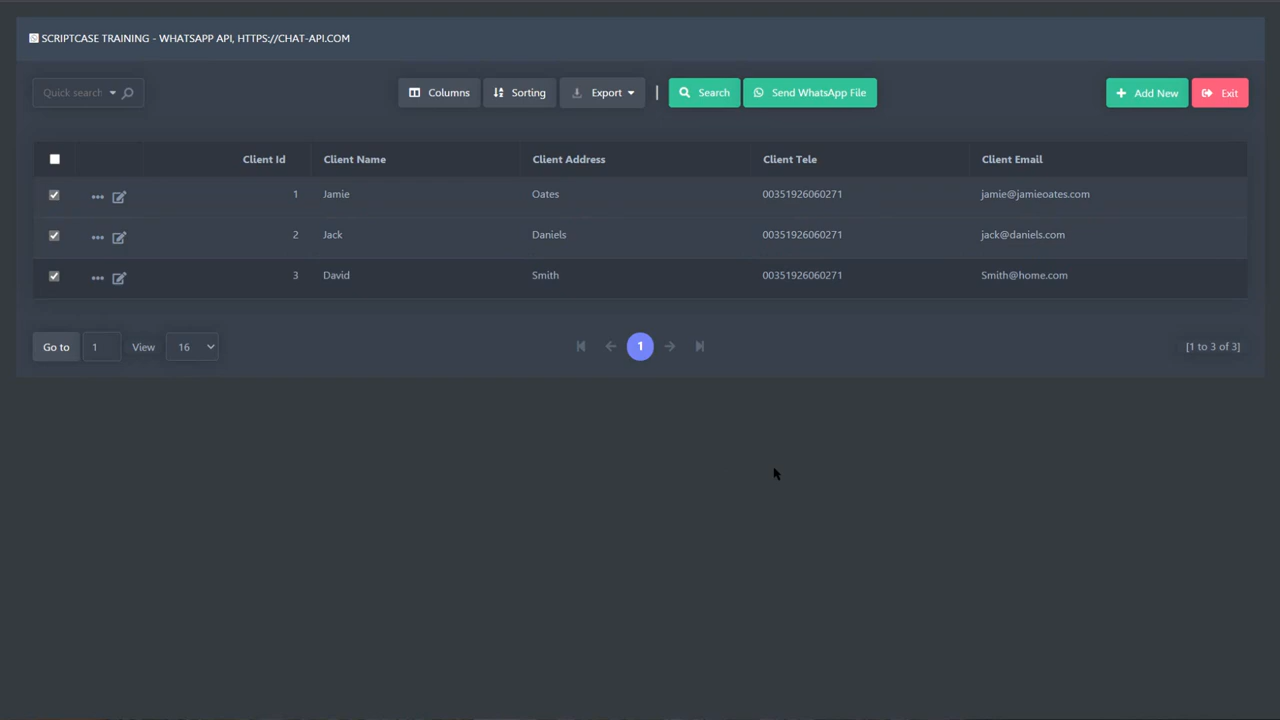 SCRIPTCASE TRAINING - WHATSAPP API, HTTPS://CHAT-API.COM
Quick search Columns Sorting Export | Search Send WhatsApp File Add New Exit
Client Id Client Name Client Address Client Tele Client Email
1 Jamie Oates 00351926060271 jamie@jamieoates.com
2 Jack Daniels 00351926060271 jack@daniels.com
3 David Smith 00351926060271 Smith@home.com
Go to 1 View 16 1 [1 to 3 of 3]